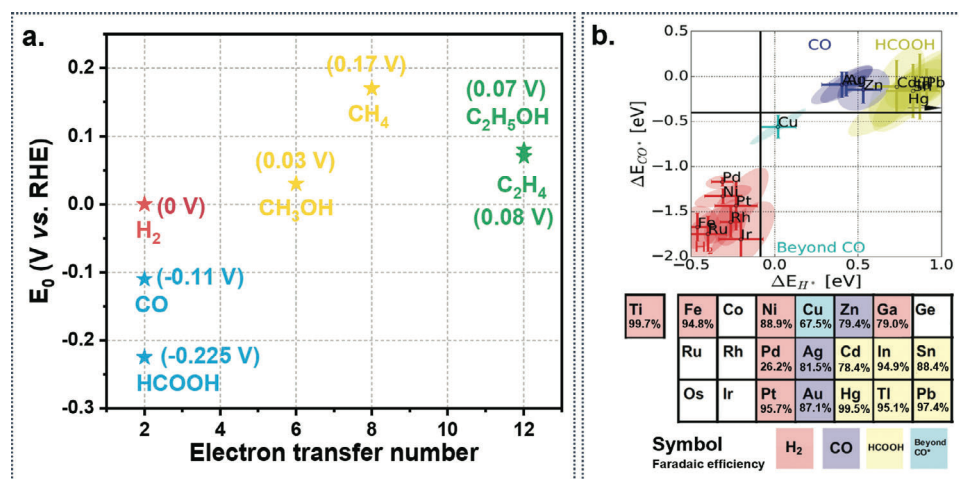 a.
E₀ (V vs. RHE)
0.2
0.1
0.0
-0.1
-0.2
-0.3
(0.17 V)
CH₄
(0.07 V)
C₂H₅OH
C₂H₄
(0.08 V)
(0.03 V)
CH₃OH
(0 V)
H₂
(-0.11 V)
CO
(-0.225 V)
HCOOH
2 4 6 8 10 12
Electron transfer number
b.
ΔE_CO* [eV]
0.5
0.0
−0.5
−1.0
−1.5
−2.0
CO
HCOOH
Au
Zn
Cd
Pb
Hg
Cu
Pd
Ni
Pt
Fe
Rh
Ru
Ir
Beyond CO
−0.5 0.0 0.5 1.0
ΔE_H* [eV]
Ti Fe Co Ni Cu Zn Ga Ge
99.7% 94.8% 88.9% 67.5% 79.4% 79.0%
Ru Rh Pd Ag Cd In Sn
26.2% 81.5% 78.4% 94.9% 88.4%
Os Ir Pt Au Hg Tl Pb
95.7% 87.1% 99.5% 95.1% 97.4%
Symbol
Faradaic efficiency
H₂
CO
HCOOH
Beyond
CO*